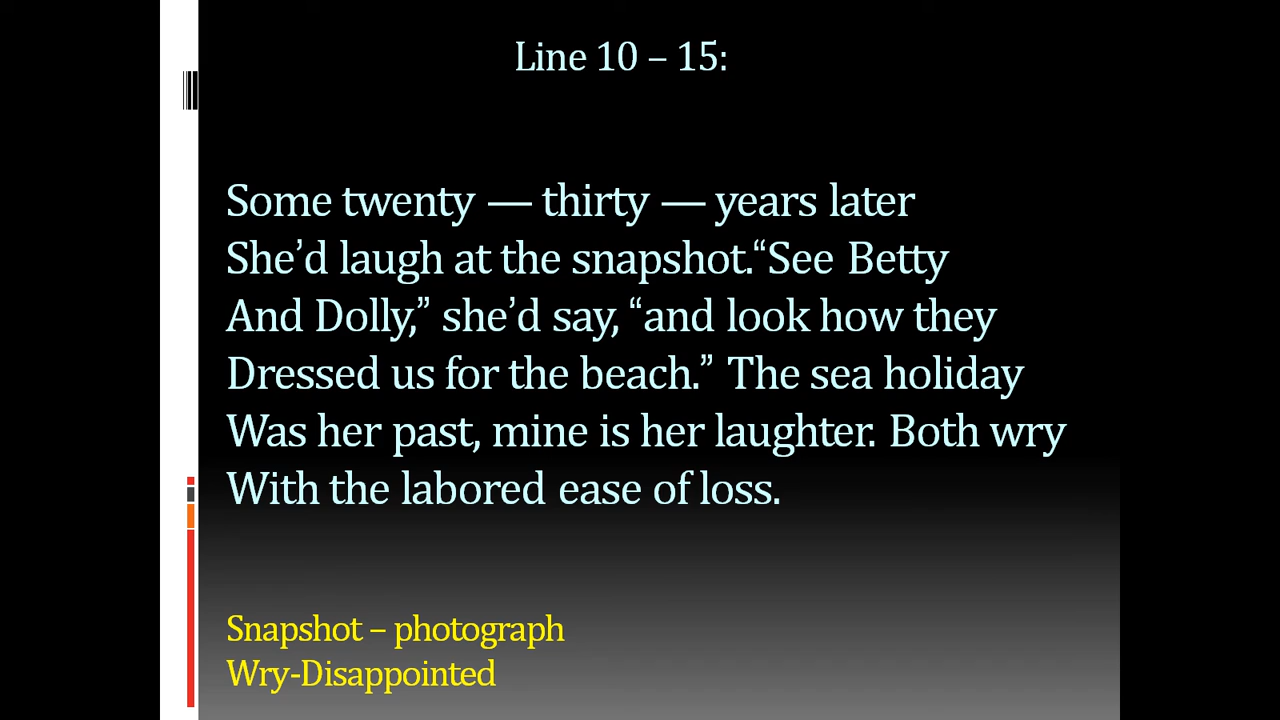 Line 10 – 15:
Some twenty — thirty — years later
She’d laugh at the snapshot.“See Betty
And Dolly,” she’d say, “and look how they
Dressed us for the beach.” The sea holiday
Was her past, mine is her laughter. Both wry
With the labored ease of loss.
Snapshot – photograph
Wry-Disappointed